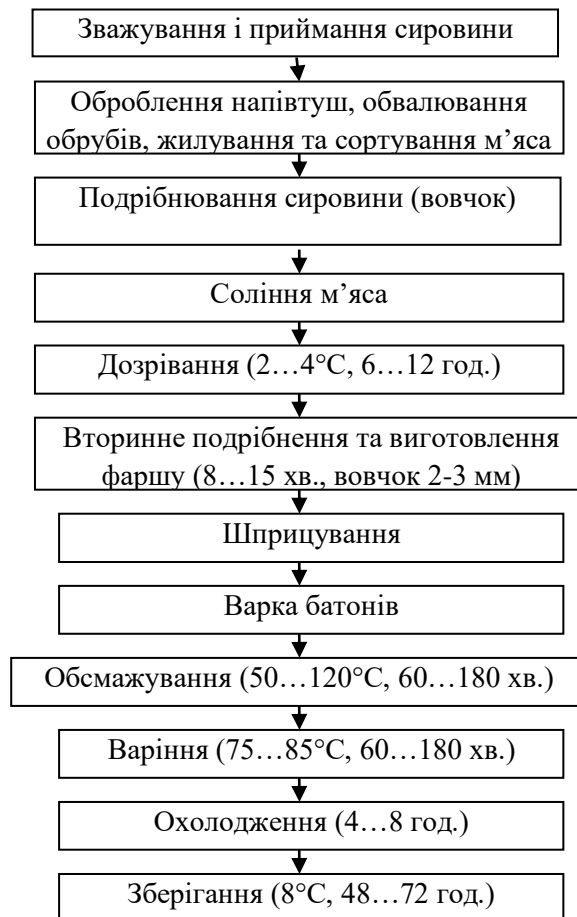 Зважування і приймання сировини
Оброблення напівтуш, обвалювання
обрубів, жилування та сортування м’яса
Подрібнювання сировини (вовчок)
Соління м’яса
Дозрівання (2…4°С, 6…12 год.)
Вторинне подрібнення та виготовлення
фаршу (8…15 хв., вовчок 2-3 мм)
Шприцування
Варка батонів
Обсмажування (50…120°С, 60…180 хв.)
Варіння (75…85°С, 60…180 хв.)
Охолодження (4…8 год.)
Зберігання (8°С, 48…72 год.)